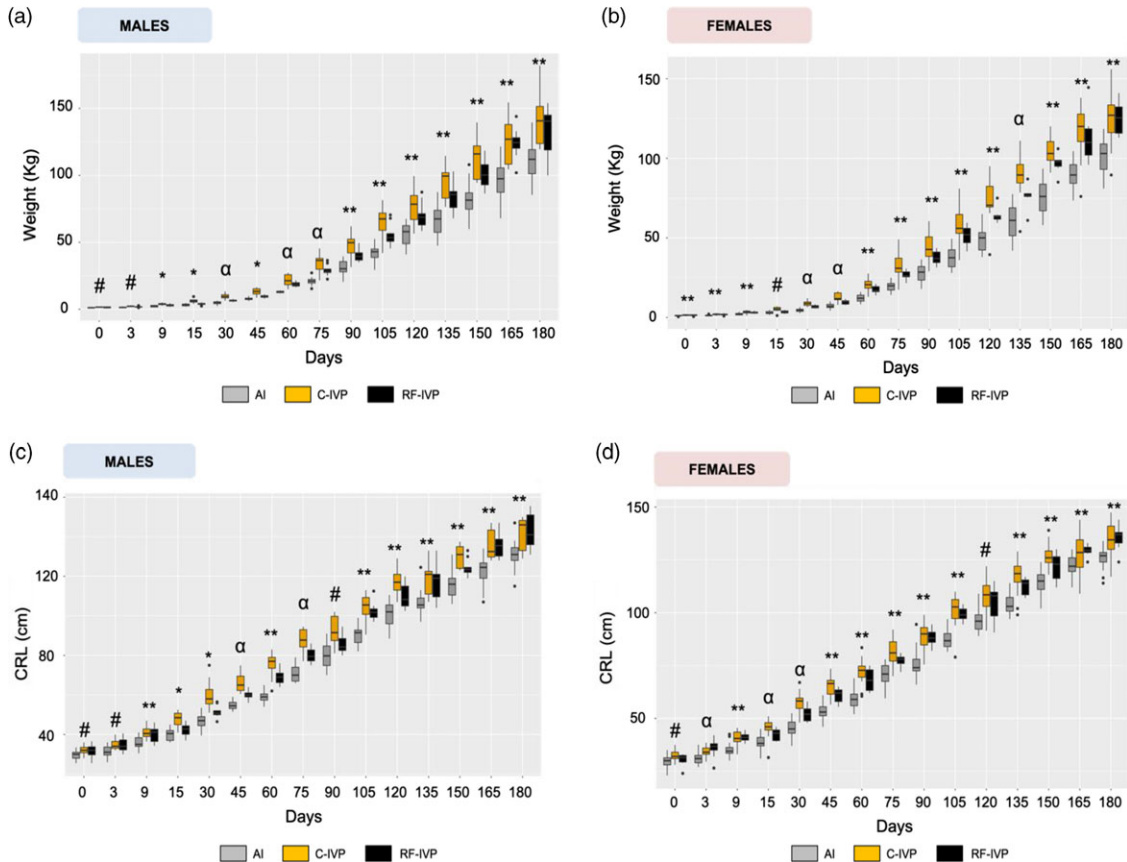 (a)
MALES
Weight (Kg)
150
100
50
0
# # * * α * α α ** ** ** ** ** ** **
0 3 9 15 30 45 60 75 90 105 120 135 150 165 180
Days
AI C-IVP RF-IVP
(b)
FEMALES
Weight (Kg)
150
100
50
0
** ** ** # α α ** ** ** ** ** α ** ** **
0 3 9 15 30 45 60 75 90 105 120 135 150 165 180
Days
AI C-IVP RF-IVP
(c)
MALES
CRL (cm)
140
120
80
60
40
# # ** * * α ** α # ** ** ** ** ** **
0 3 9 15 30 45 60 75 90 105 120 135 150 165 180
Days
AI C-IVP RF-IVP
(d)
FEMALES
CRL (cm)
150
100
50
# α ** α α ** ** ** ** ** # ** ** ** **
0 3 9 15 30 45 60 75 90 105 120 135 150 165 180
Days
AI C-IVP RF-IVP